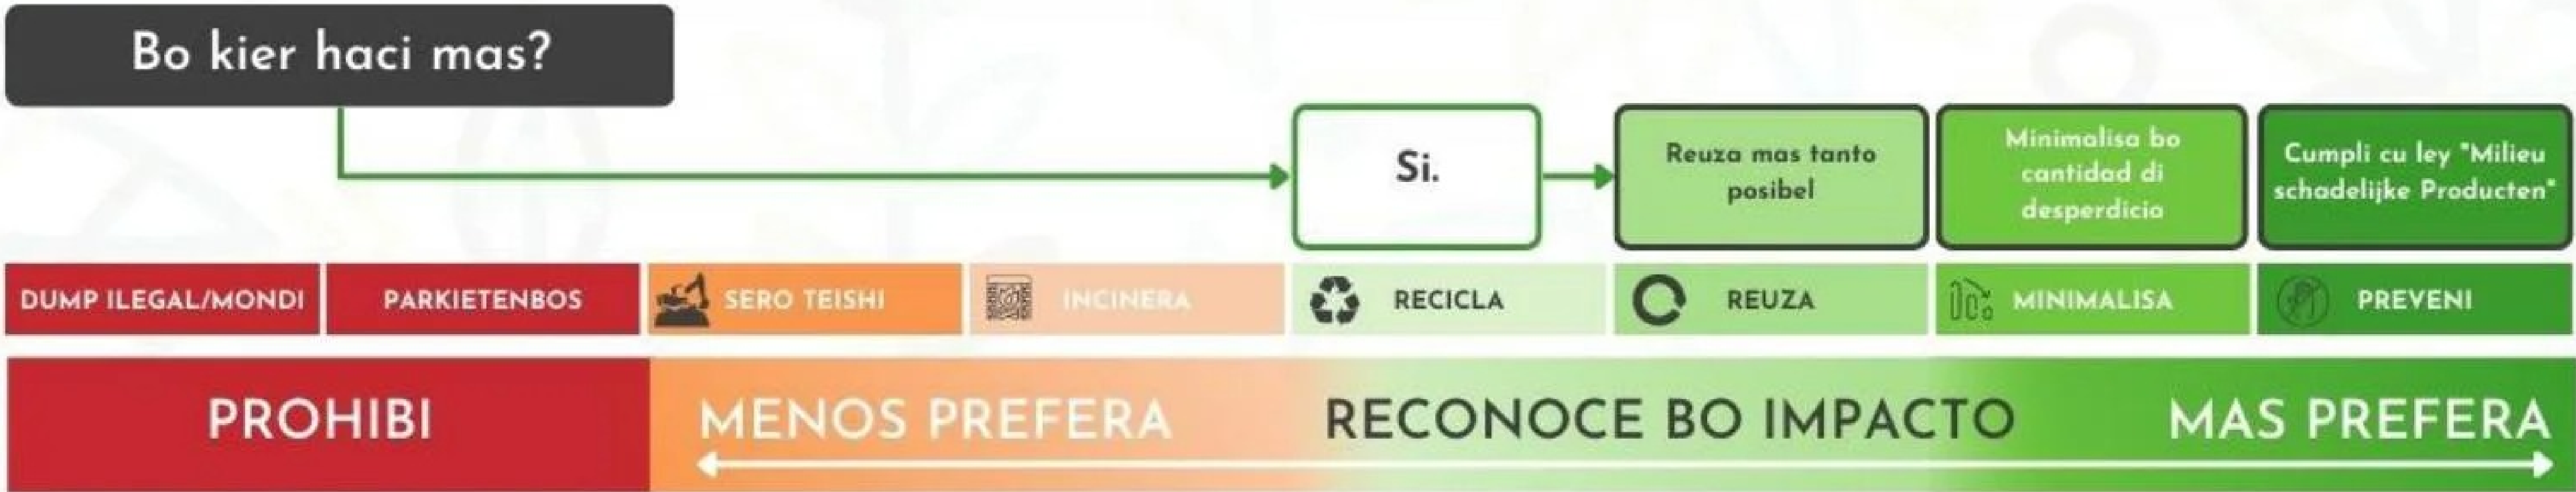 Bo kier haci mas?
Si.
Reuza mas tanto
posibel
Minimalisa bo
cantidad di
desperdicio
Cumpli cu ley "Milieu
schadelijke Producten"
DUMP ILEGAL/MONDI
PARKIETENBOS
SERO TEISHI
INCINERA
RECICLA
REUZA
MINIMALISA
PREVENI
PROHIBI
MENOS PREFERA
RECONOCE BO IMPACTO
MAS PREFERA